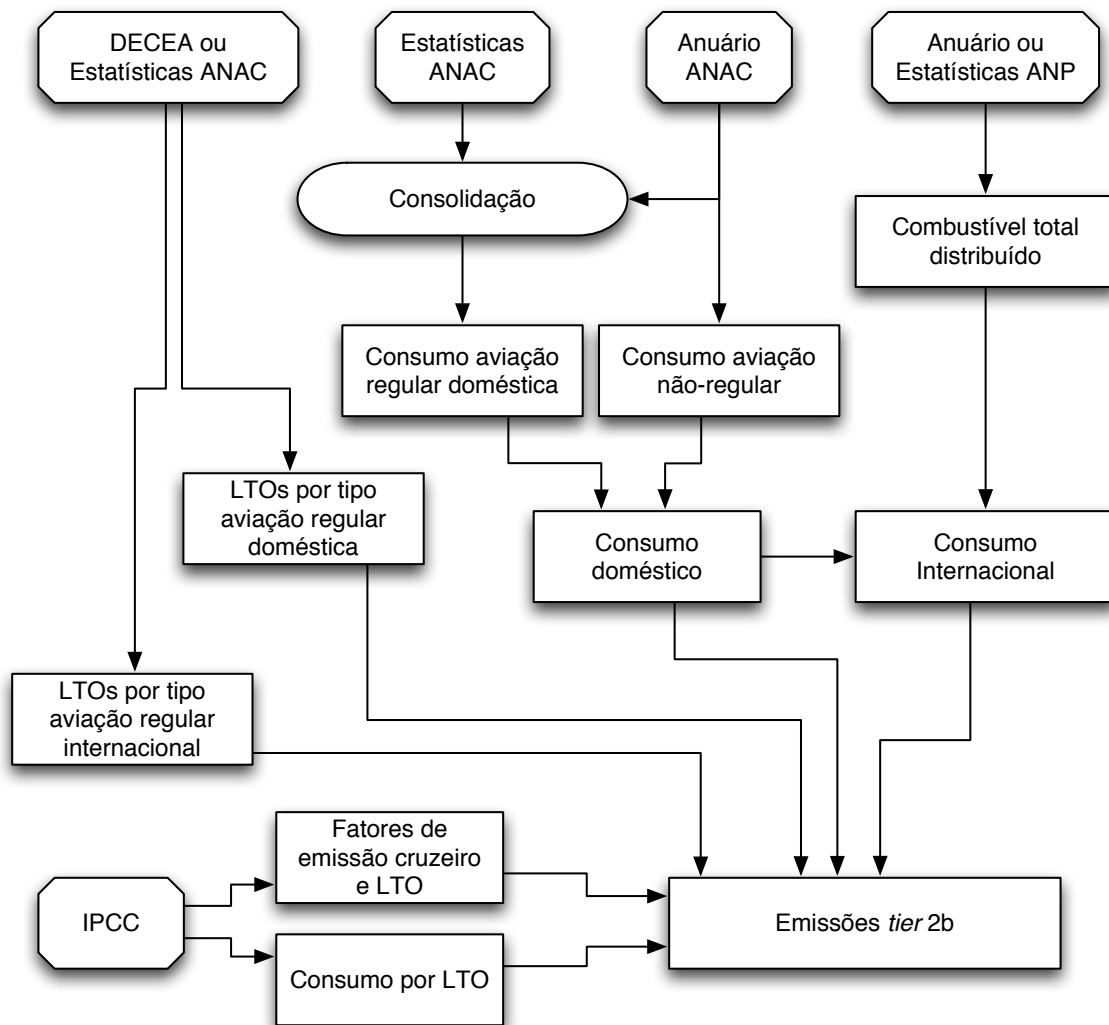 DECEA ou
Estatísticas ANAC
Estatísticas
ANAC
Anuário
ANAC
Anuário ou
Estatísticas ANP
Consolidação
Combustível total
distribuído
Consumo aviação
regular doméstica
Consumo aviação
não-regular
LTOs por tipo
aviação regular
doméstica
Consumo
doméstico
Consumo
Internacional
LTOs por tipo
aviação regular
internacional
Fatores de
emissão cruzeiro
e LTO
IPCC
Emissões tier 2b
Consumo por LTO